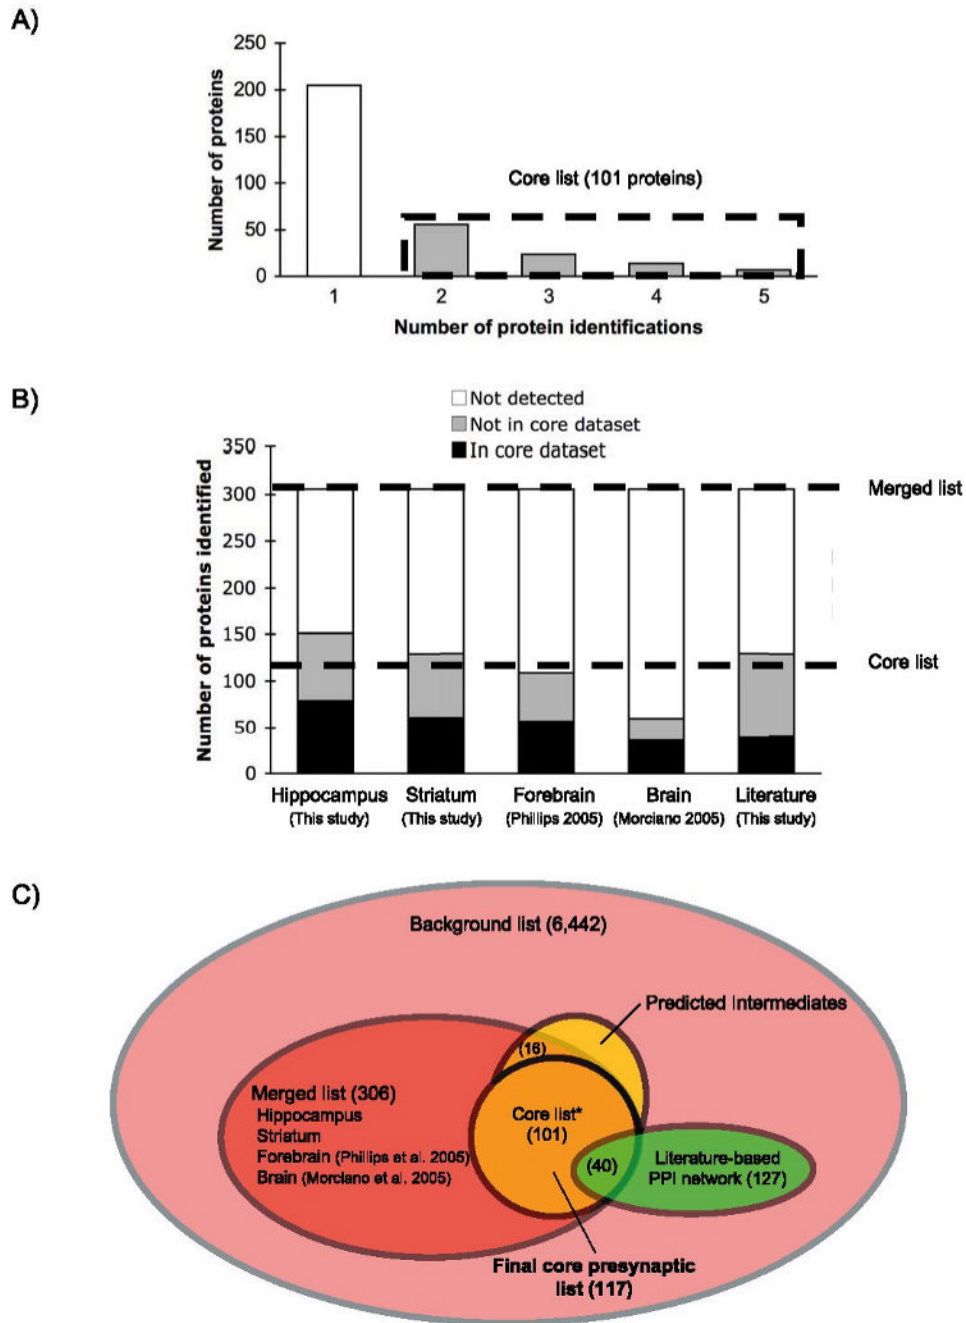 A)
250
200
150
100
50
0
Number of proteins
Core list (101 proteins)
1 2 3 4 5
Number of protein identifications
B)
Not detected
Not in core dataset
In core dataset
350
300
250
200
150
100
50
0
Number of proteins identified
Merged list
Core list
Hippocampus Striatum Forebrain Brain Literature
(This study) (This study) (Phillips 2005) (Morciano 2005) (This study)
C)
Background list (6,442)
Predicted Intermediates
(16)
Merged list (306)
Hippocampus
Striatum
Forebrain (Phillips et al. 2005)
Brain (Morciano et al. 2005)
Core list*
(101)
(40)
Literature-based
PPI network (127)
Final core presynaptic
list (117)